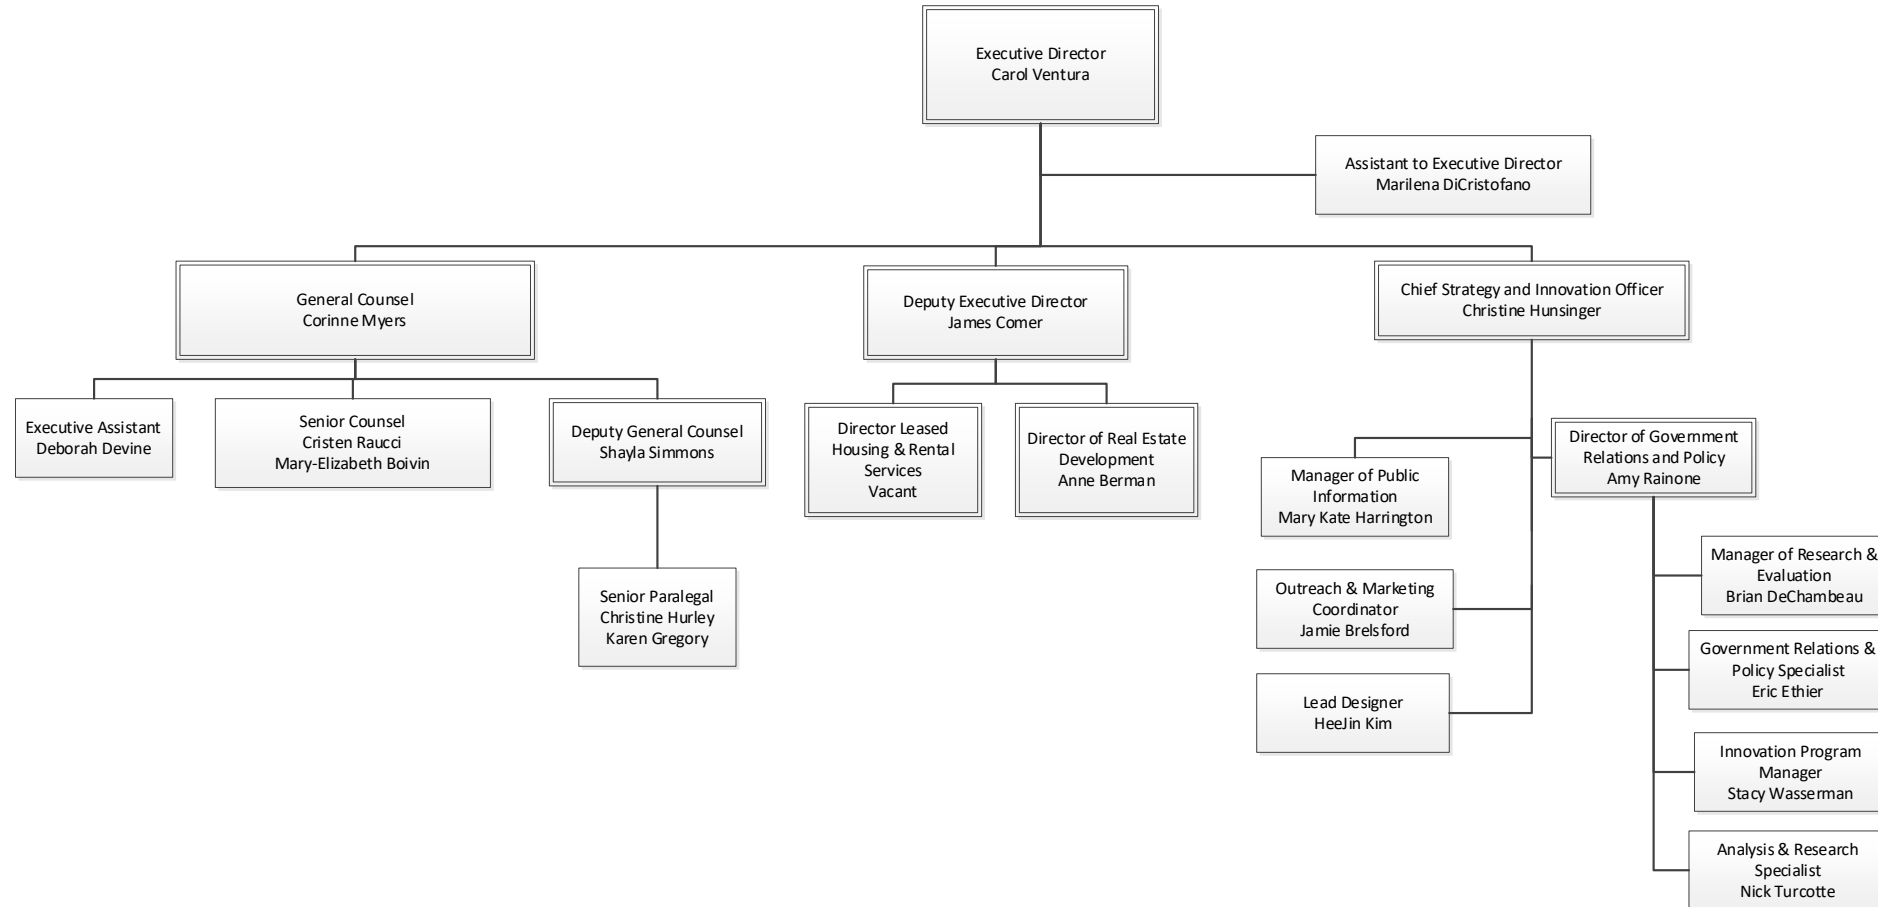 Executive Director
Carol Ventura
Assistant to Executive Director
Marilena DiCristofano
General Counsel
Corinne Myers
Deputy Executive Director
James Comer
Chief Strategy and Innovation Officer
Christine Hunsinger
Executive Assistant
Deborah Devine
Senior Counsel
Cristen Raucci
Mary-Elizabeth Boivin
Deputy General Counsel
Shayla Simmons
Director Leased
Housing & Rental
Services
Vacant
Director of Real Estate
Development
Anne Berman
Director of Government
Relations and Policy
Amy Rainone
Manager of Public
Information
Mary Kate Harrington
Manager of Research &
Evaluation
Brian DeChambeau
Senior Paralegal
Christine Hurley
Karen Gregory
Outreach & Marketing
Coordinator
Jamie Brelsford
Government Relations &
Policy Specialist
Eric Ethier
Lead Designer
HeeJin Kim
Innovation Program
Manager
Stacy Wasserman
Analysis & Research
Specialist
Nick Turcotte